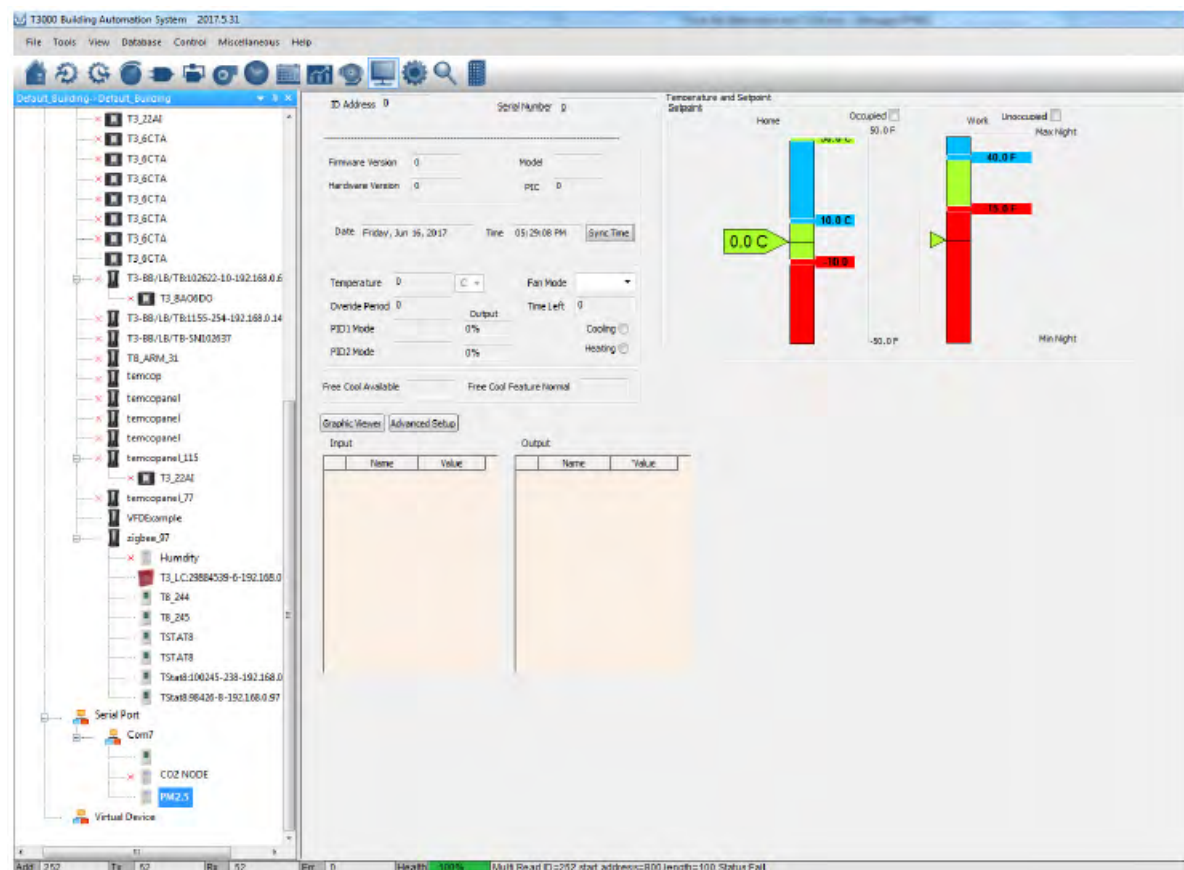 T3000 Building Automation System 2017.5.31
File Tools View Database Control Miscellaneous Help
Default_Building--Default_Building
T3_22AI
T3_6CTA
T3_6CTA
T3_6CTA
T3_6CTA
T3_6CTA
T3_6CTA
T3_6CTA
T3-BB/LB/TB:102622-10-192.168.0.6
T3_8AO6DO
T3-BB/LB/TB:1155-254-192.168.0.14
T3-BB/LB/TB-SN102637
TB_ARM_31
temcop
temcopanel
temcopanel
temcopanel
temcopanel_115
T3_22AI
temcopanel_77
VFDExample
zigbee_97
Humdity
T3_LC:29884539-6-192.168.0
T8_244
T8_245
TSTAT8
TSTAT8
TStat8:100245-238-192.168.0
TStat8:98426-8-192.168.0.97
Serial Port
Com7
CO2 NODE
PM2.5
Virtual Device
ID Address 0 Serial Number 0
Firmware Version 0 Model
Hardware Version 0 PIC 0
Date Friday, Jun 16, 2017 Time 05:29:08 PM Sync Time
Temperature 0 C Fan Mode
Override Period 0 Output Time Left 0
PID1 Mode 0% Cooling
PID2 Mode 0% Heating
Free Cool Available Free Cool Feature Normal
Graphic Viewer Advanced Setup
Input Output
Name Value Name Value
Temperature and Setpoint
Setpoint
Home Occupied Work Unoccupied
50.0 F Max Night
40.0 F
15.0 F
10.0 C
0.0 C
-10.0
-50.0 F Min Night
Add 252 Tx 52 Rx 52 Err 0 Health 100% Multi Read ID=252 start address=800 length=100 Status Fail